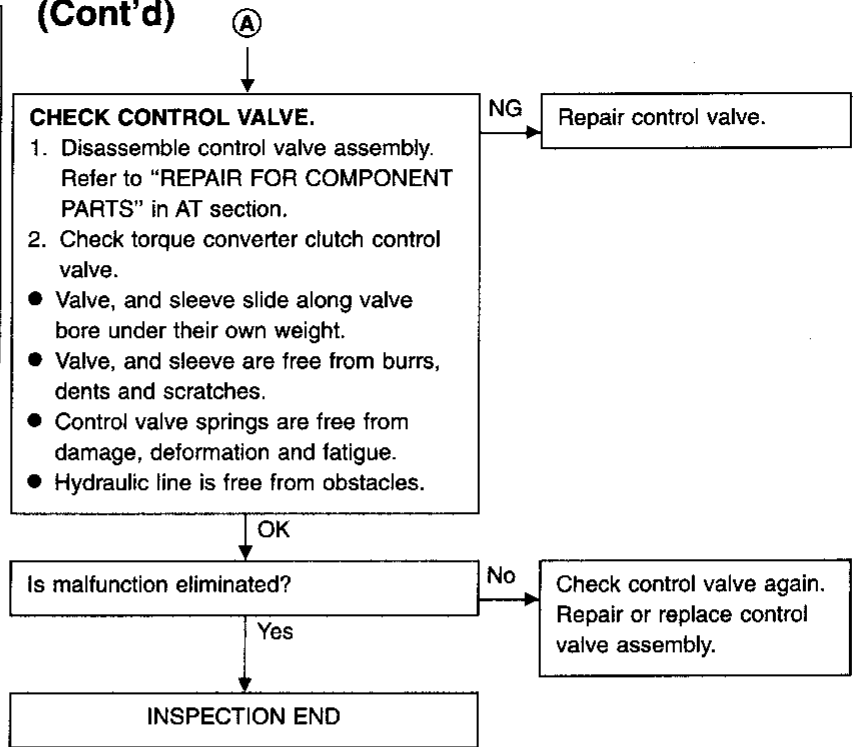 (Cont'd)
A
CHECK CONTROL VALVE.
1. Disassemble control valve assembly.
Refer to “REPAIR FOR COMPONENT
PARTS” in AT section.
2. Check torque converter clutch control
valve.
● Valve, and sleeve slide along valve
bore under their own weight.
● Valve, and sleeve are free from burrs,
dents and scratches.
● Control valve springs are free from
damage, deformation and fatigue.
● Hydraulic line is free from obstacles.
NG
Repair control valve.
OK
Is malfunction eliminated?
No
Check control valve again.
Repair or replace control
valve assembly.
Yes
INSPECTION END